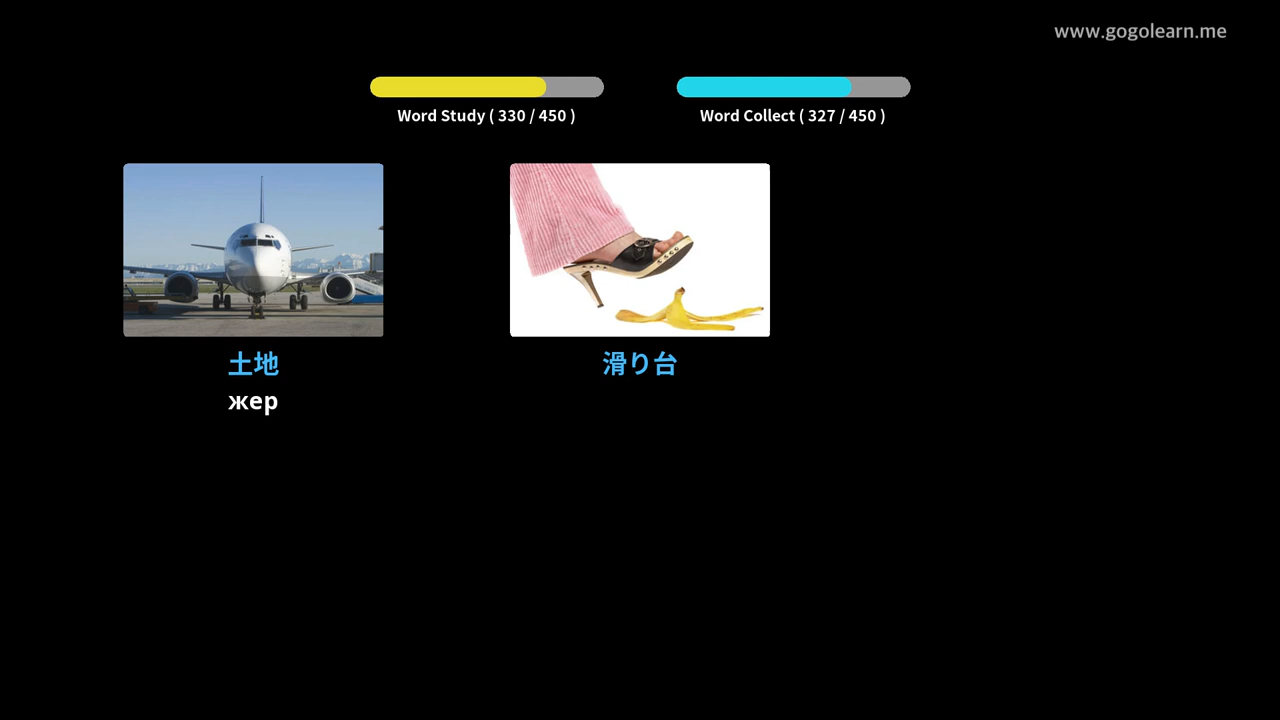 www.gogolearn.me
Word Study ( 330 / 450 )
Word Collect ( 327 / 450 )
土地
жер
滑り台